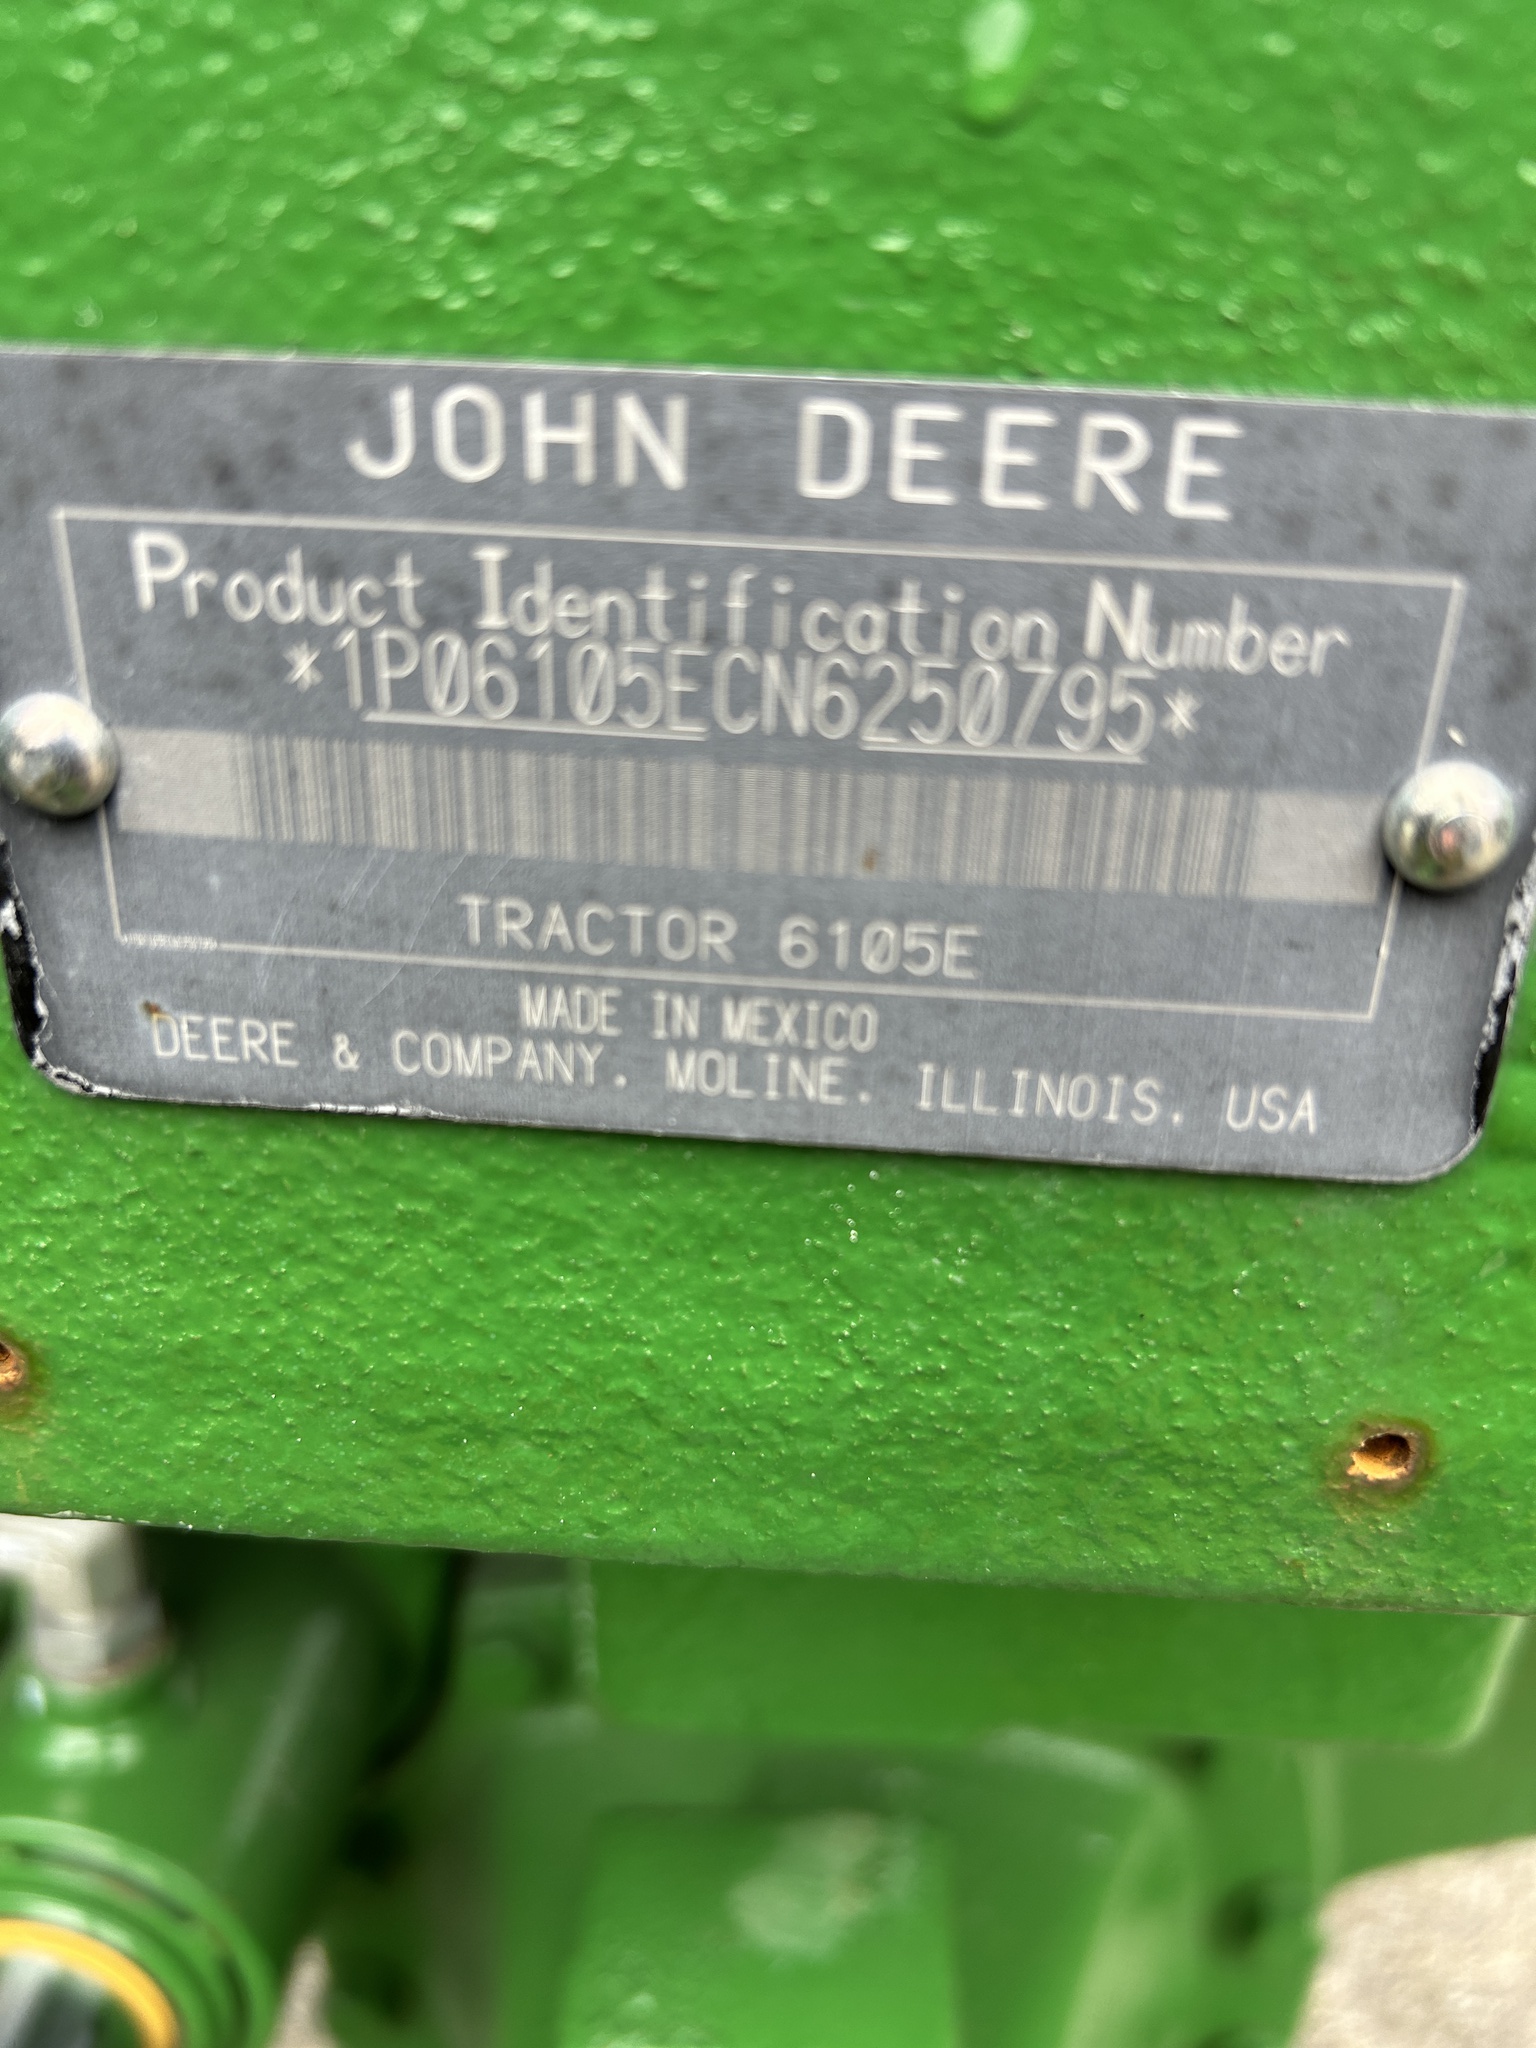 JOHN DEERE
Product Identification Number
*1P06105ECN6250795*
TRACTOR 6105E
MADE IN MEXICO
DEERE & COMPANY. MOLINE. ILLINOIS. USA